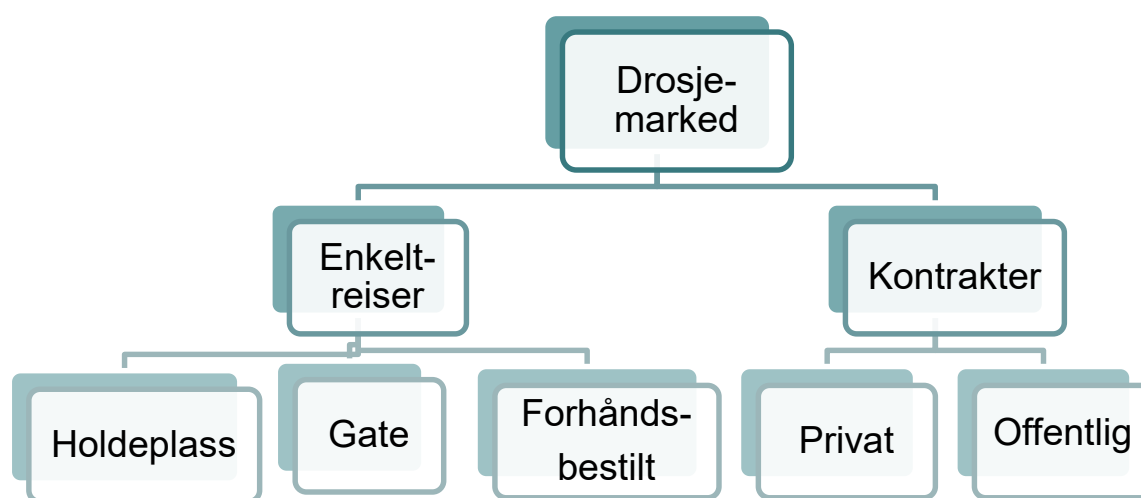 Drosje-
marked
Enkelt-
reiser
Kontrakter
Holdeplass
Gate
Forhånds-
bestilt
Privat
Offentlig